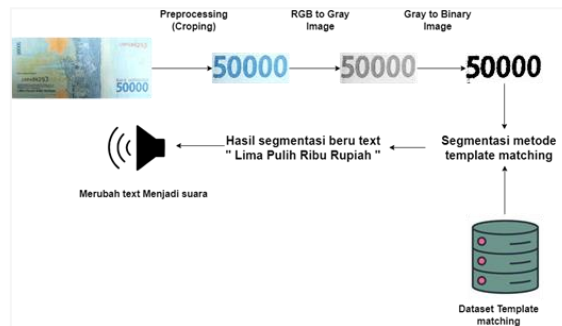 Preprocessing
(Croping)
RGB to Gray
Image
Gray to Binary
Image
50000
50000
50000
50000
Hasil segmentasi beru text
" Lima Pulih Ribu Rupiah "
Segmentasi metode
template matching
Merubah text Menjadi suara
Dataset Template
matching